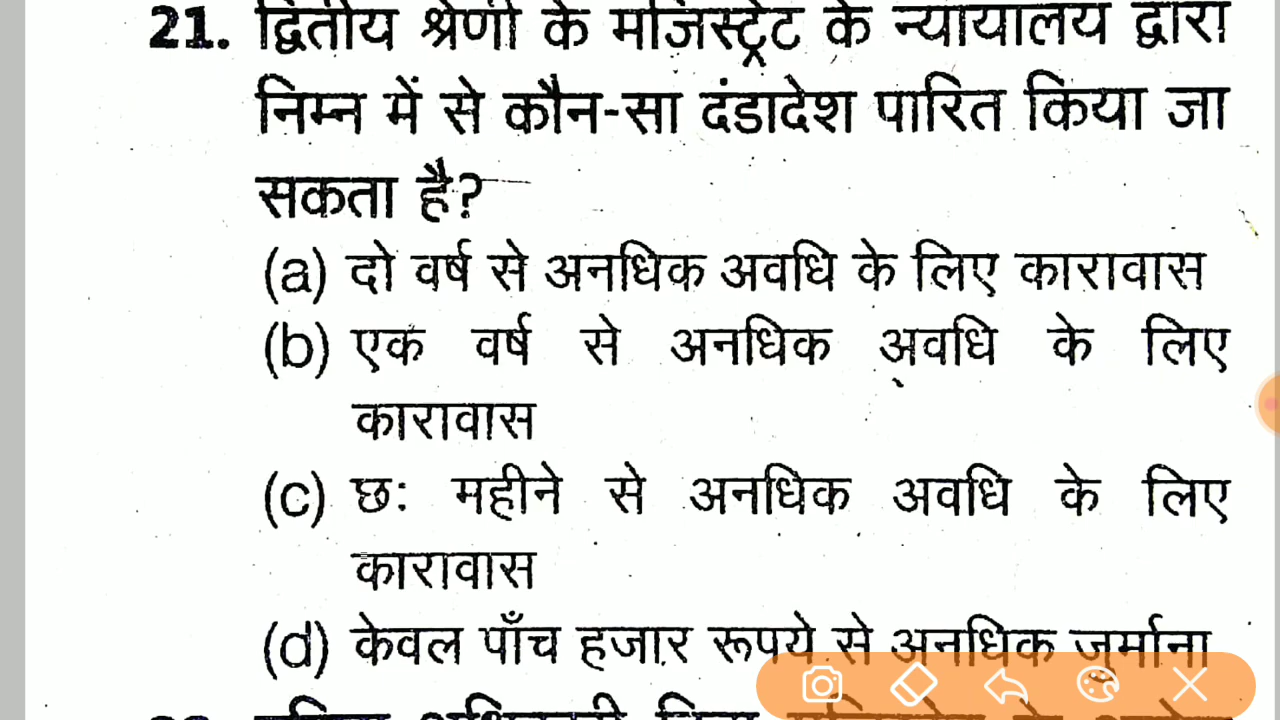 21. द्वितीय श्रेणी के मजिस्ट्रेट के न्यायालय द्वारा
निम्न में से कौन-सा दंडादेश पारित किया जा
सकता है?
(a) दो वर्ष से अनधिक अवधि के लिए कारावास
(b) एक वर्ष से अनधिक अवधि के लिए
कारावास
(c) छः महीने से अनधिक अवधि के लिए
कारावास
(d) केवल पाँच हजार रूपये से अनधिक जुर्माना